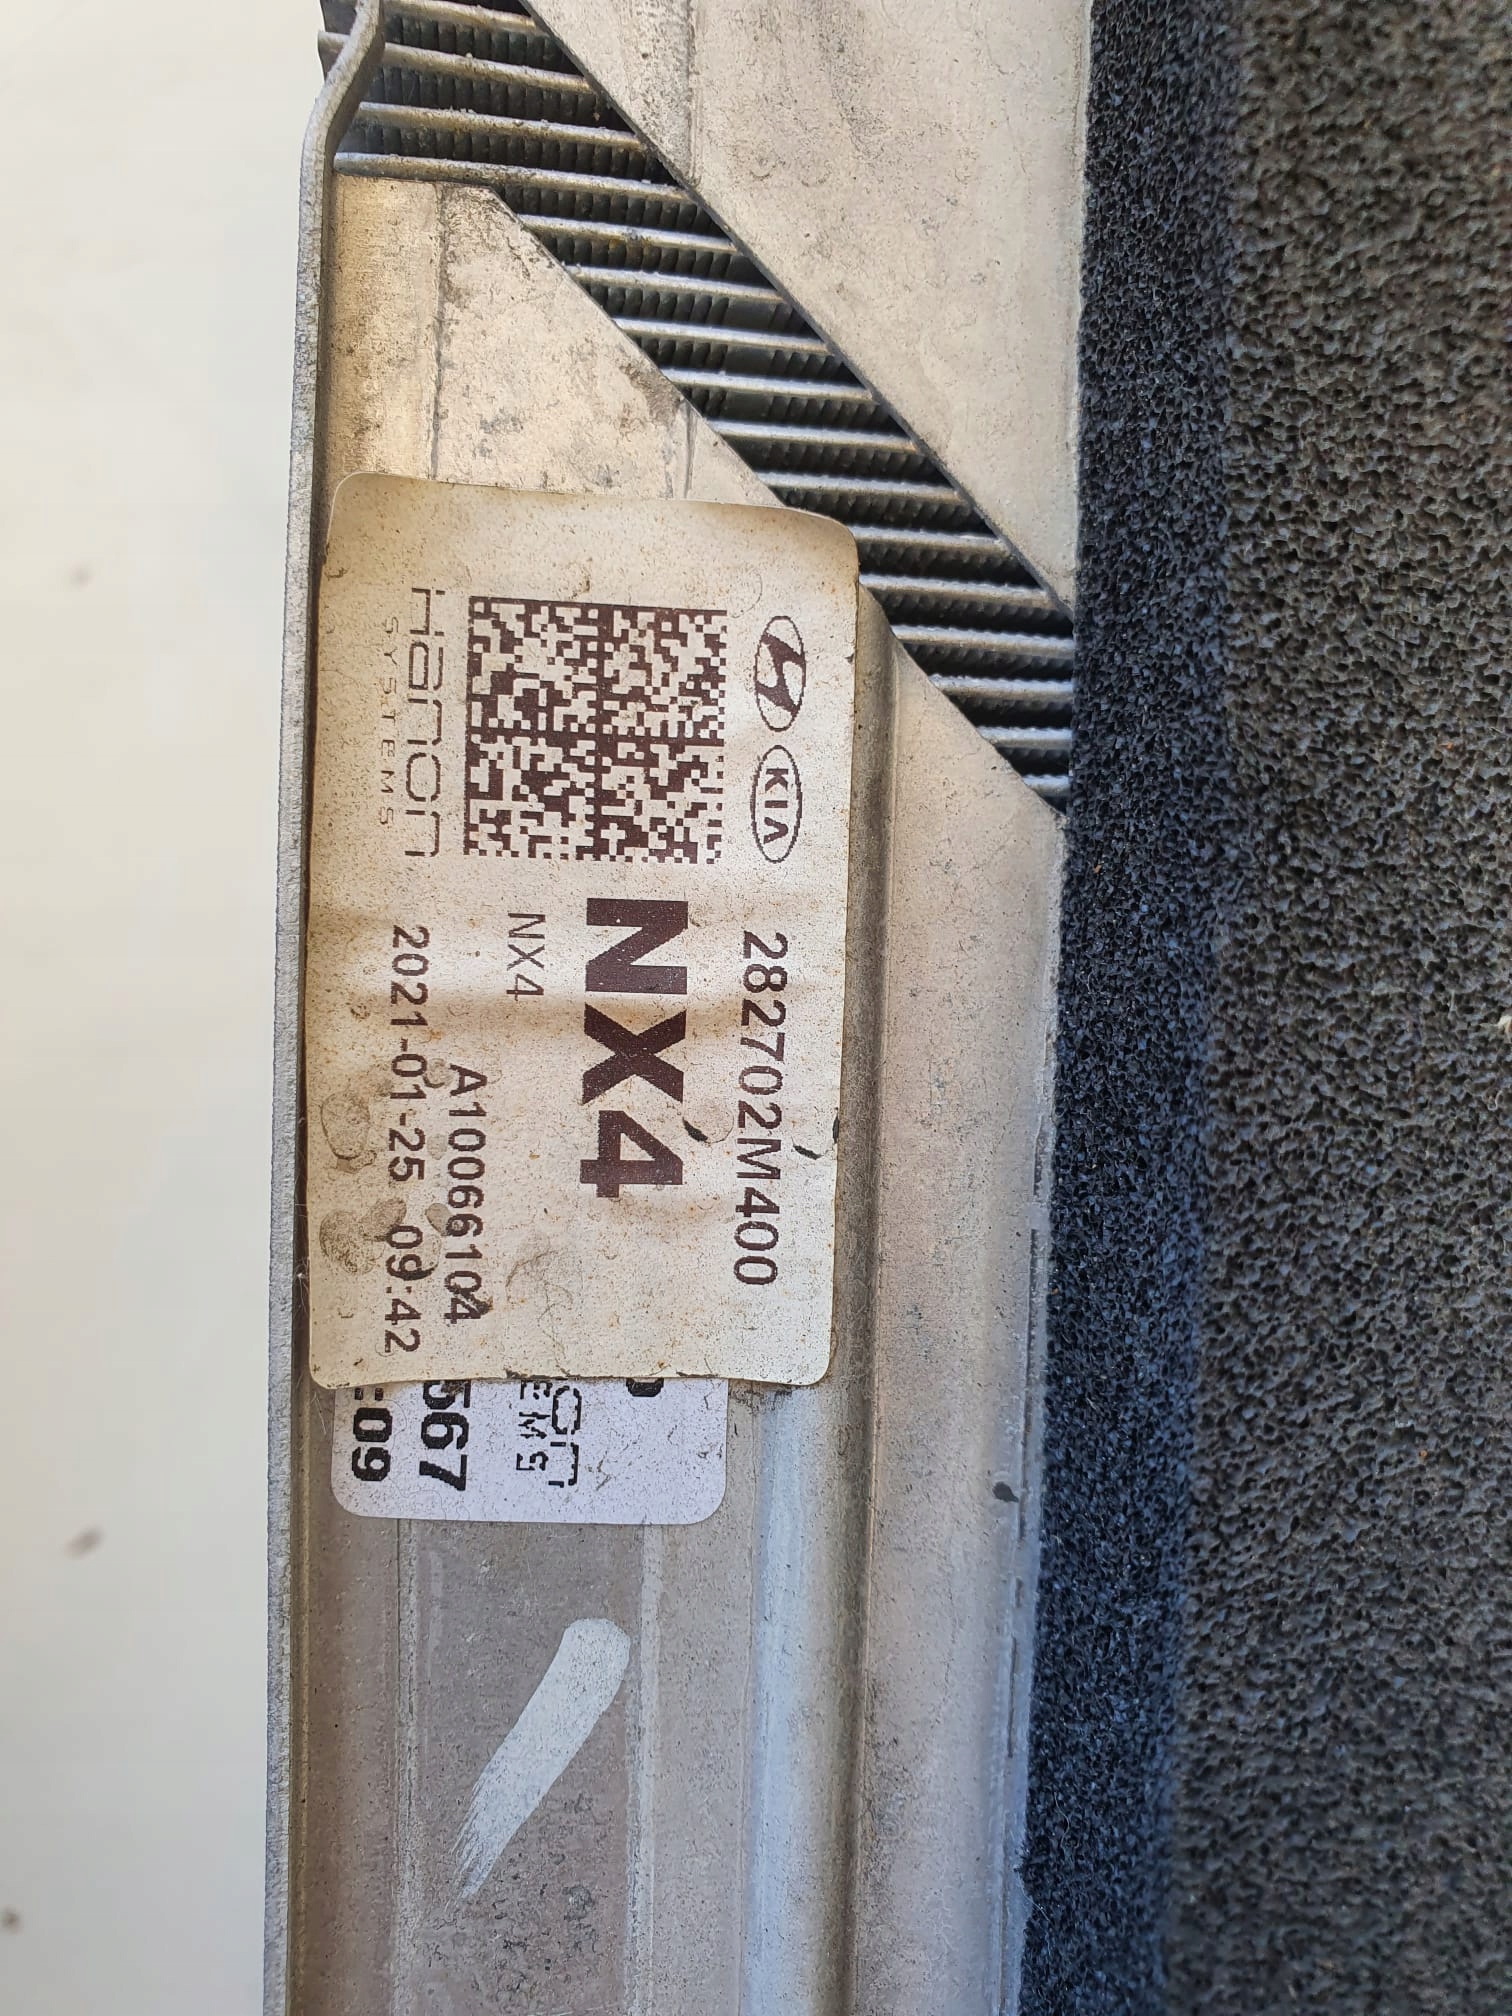 KIA
282702M400
NX4
NX4
A10066104
Hanon
SYSTEMS
2021-01-25 09:42
567
-09